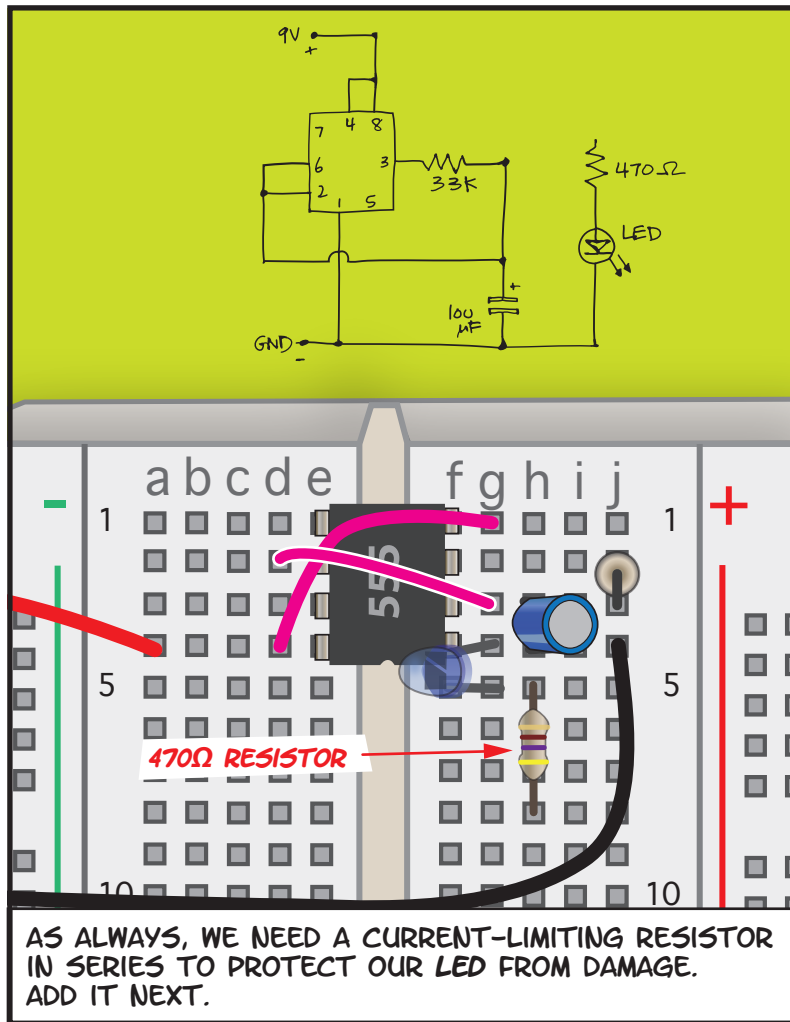 9V
+
7 4 8
6 3
2
1 5
33K
470Ω
LED
+
100
µF
GND
-
a b c d e f g h i j
-
+
1 1
555
5 5
470Ω RESISTOR
10 10
AS ALWAYS, WE NEED A CURRENT-LIMITING RESISTOR
IN SERIES TO PROTECT OUR LED FROM DAMAGE.
ADD IT NEXT.